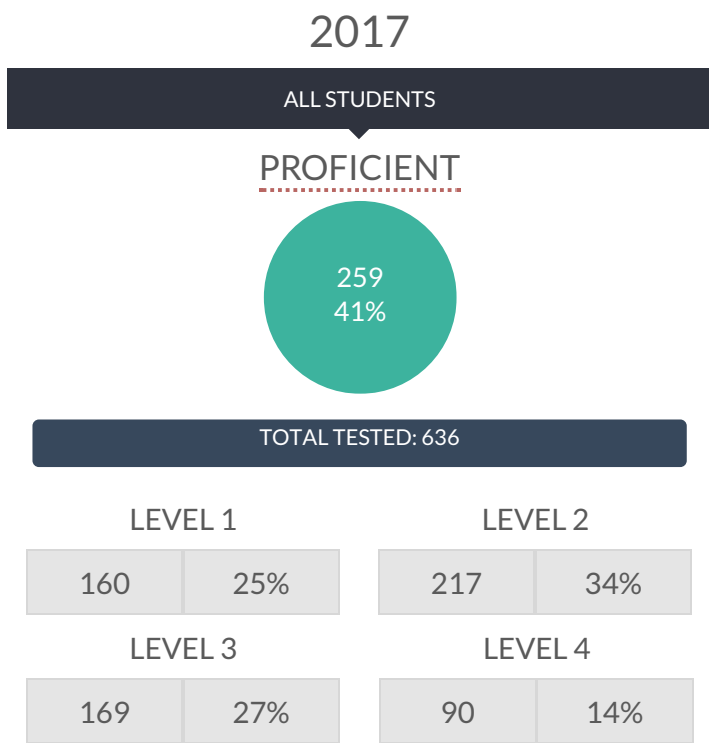 2017
ALL STUDENTS
PROFICIENT
259
41%
TOTAL TESTED: 636
LEVEL 1 LEVEL 2
160 25% 217 34%
LEVEL 3 LEVEL 4
169 27% 90 14%